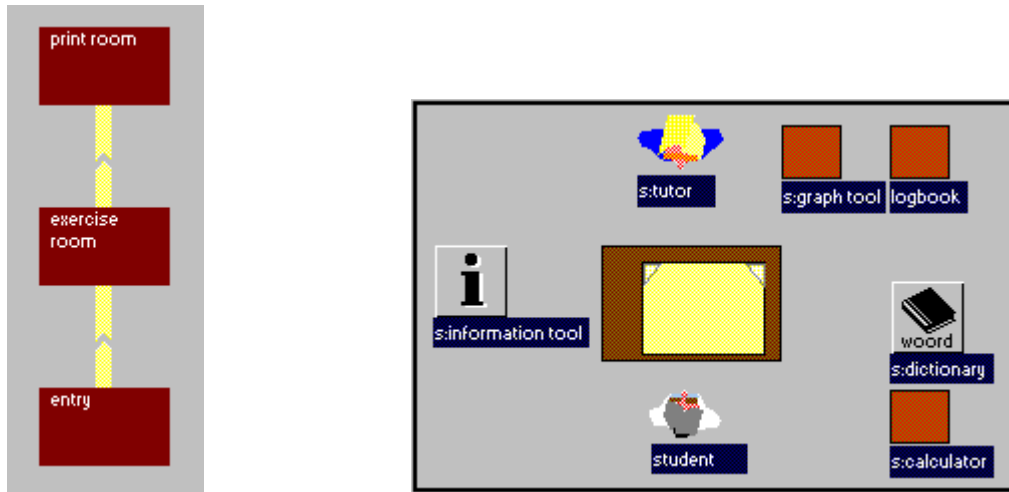 print room
exercise
room
entry
s:tutor
s:graph tool
logbook
s:information tool
woord
s:dictionary
student
s:calculator